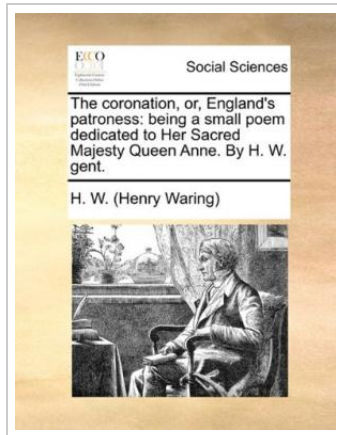 ECCO
Social Sciences
The coronation, or, England's
patroness: being a small poem
dedicated to Her Sacred
Majesty Queen Anne. By H. W.
gent.
H. W. (Henry Waring)